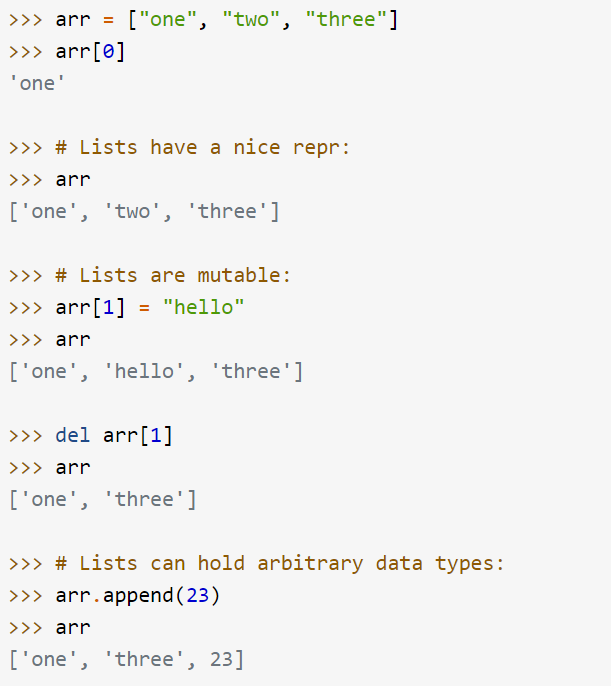 >>> arr = ["one", "two", "three"]
>>> arr[0]
'one'
>>> # Lists have a nice repr:
>>> arr
['one', 'two', 'three']
>>> # Lists are mutable:
>>> arr[1] = "hello"
>>> arr
['one', 'hello', 'three']
>>> del arr[1]
>>> arr
['one', 'three']
>>> # Lists can hold arbitrary data types:
>>> arr.append(23)
>>> arr
['one', 'three', 23]